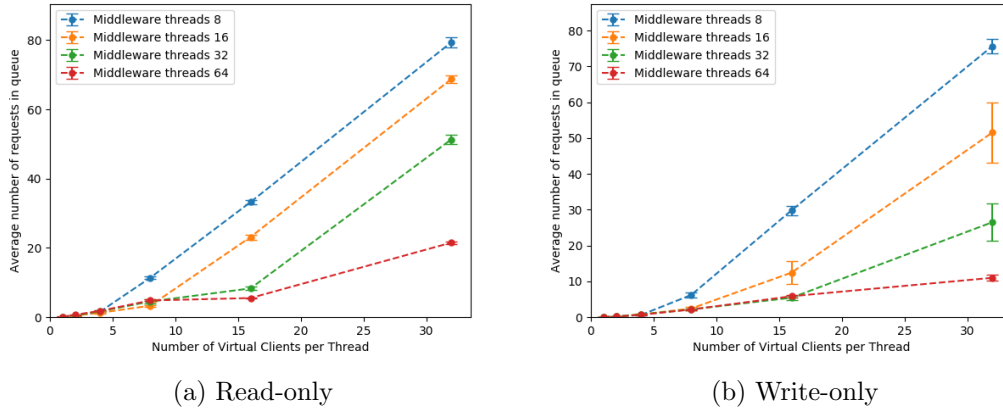 Middleware threads 8
Middleware threads 16
Middleware threads 32
Middleware threads 64
Average number of requests in queue
80
60
40
20
0
0
5
10
15
20
25
30
Number of Virtual Clients per Thread
(a) Read-only
Middleware threads 8
Middleware threads 16
Middleware threads 32
Middleware threads 64
Average number of requests in queue
80
70
60
50
40
30
20
10
0
0
5
10
15
20
25
30
Number of Virtual Clients per Thread
(b) Write-only